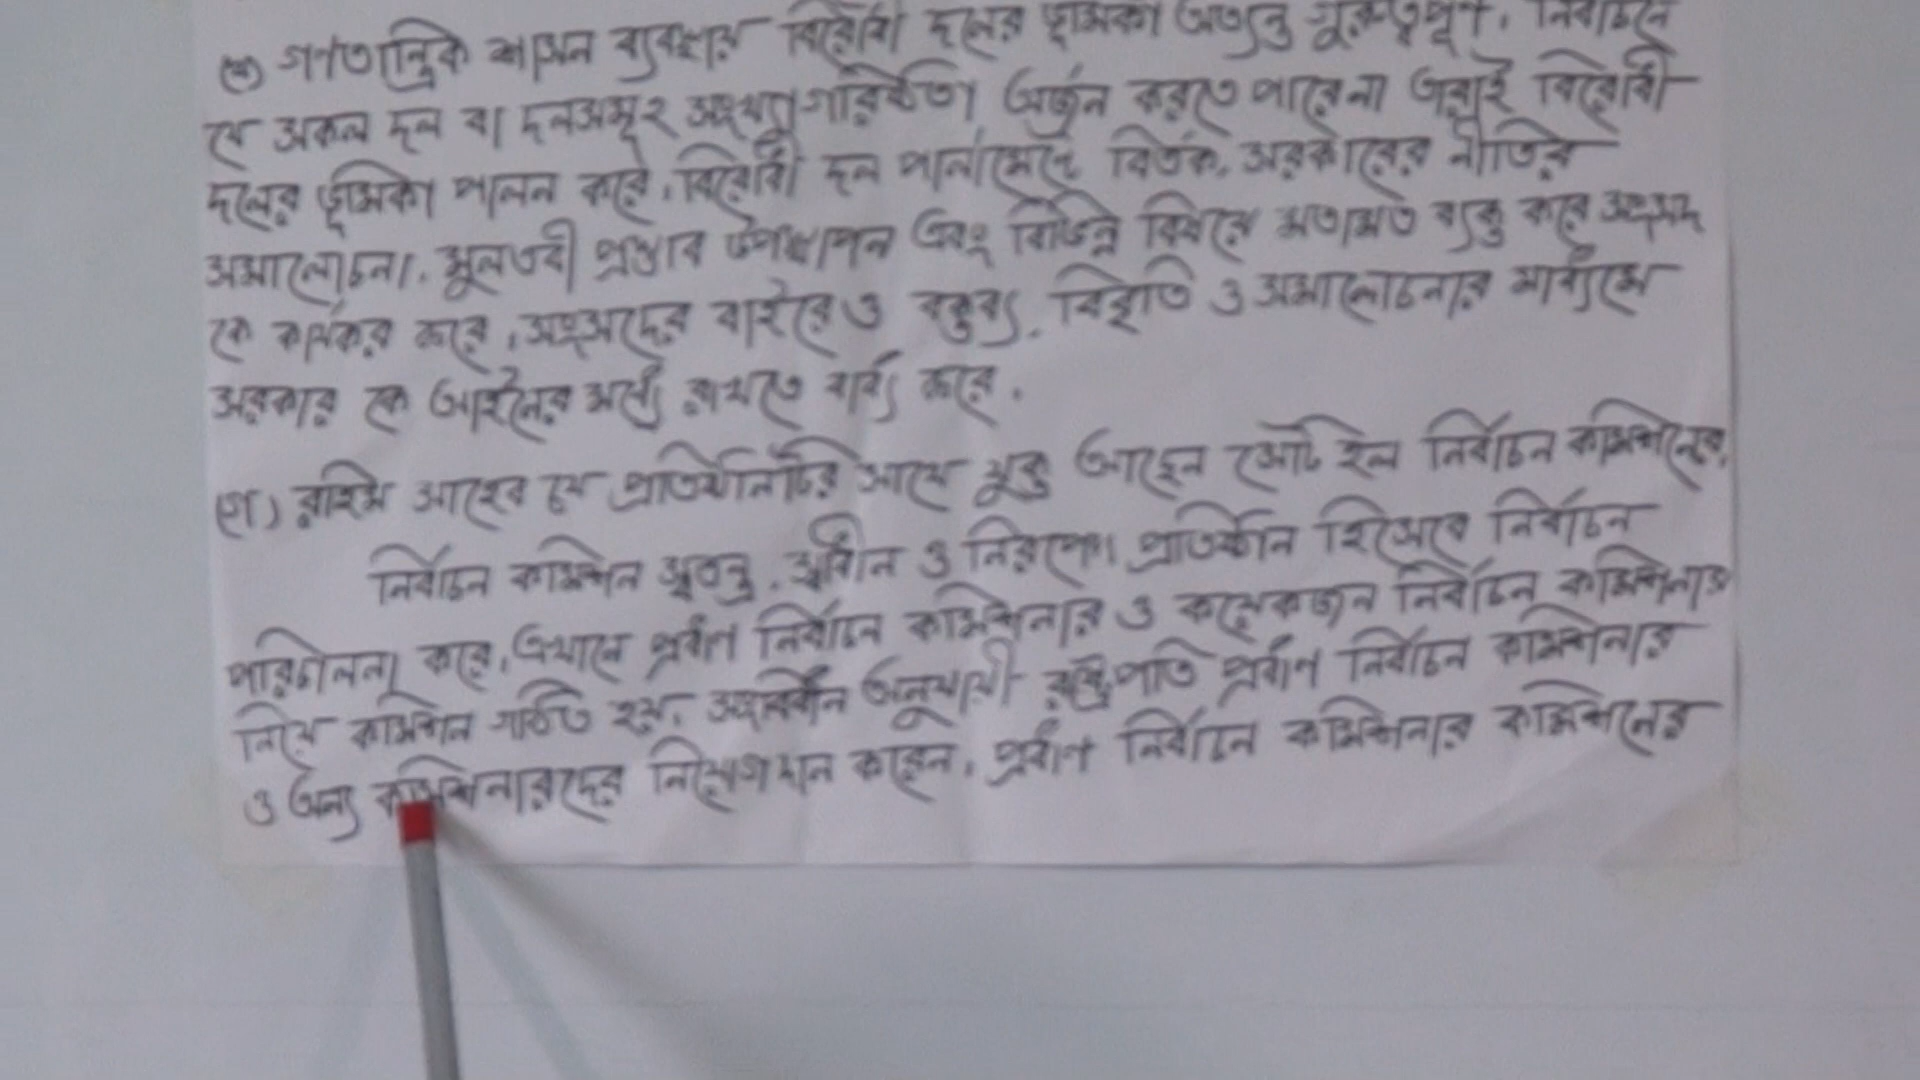 (খ) গণতান্ত্রিক শাসন ব্যবস্থায় বিরোধী দলের ভূমিকা অত্যন্ত গুরুত্বপূর্ণ। নির্বাচনে
যে সকল দল বা দলসমূহ সংখ্যাগরিষ্ঠতা অর্জন করতে পারেনা তারাই বিরোধী
দলের ভূমিকা পালন করে। বিরোধী দল পার্লামেন্টে বিতর্ক, সরকারের নীতির
সমালোচনা, মুলতবী প্রস্তাব উপস্থাপন এবং বিভিন্ন বিষয়ে মতামত ব্যক্ত করে সংসদ
কে কার্যকর করে। সংসদের বাইরেও বক্তব্য, বিবৃতি ও সমালোচনার মাধ্যমে
সরকার কে আইনের মধ্যে রাখতে বাধ্য করে।
(গ) রহিম সাহেব যে প্রতিষ্ঠানটির সাথে যুক্ত আছেন সেটি হল নির্বাচন কমিশনের,
নির্বাচন কমিশন স্বতন্ত্র, স্বাধীন ও নিরপেক্ষ প্রতিষ্ঠান হিসেবে নির্বাচন
পরিচালনা করে। এখানে প্রধান নির্বাচন কমিশনার ও কয়েকজন নির্বাচন কমিশনার
নিয়ে কমিশন গঠিত হয়। সংবিধান অনুযায়ী রাষ্ট্রপতি প্রধান নির্বাচন কমিশনার
ও অন্য কমিশনারদের নিয়োগ দান করেন। প্রধান নির্বাচন কমিশনার কমিশনের